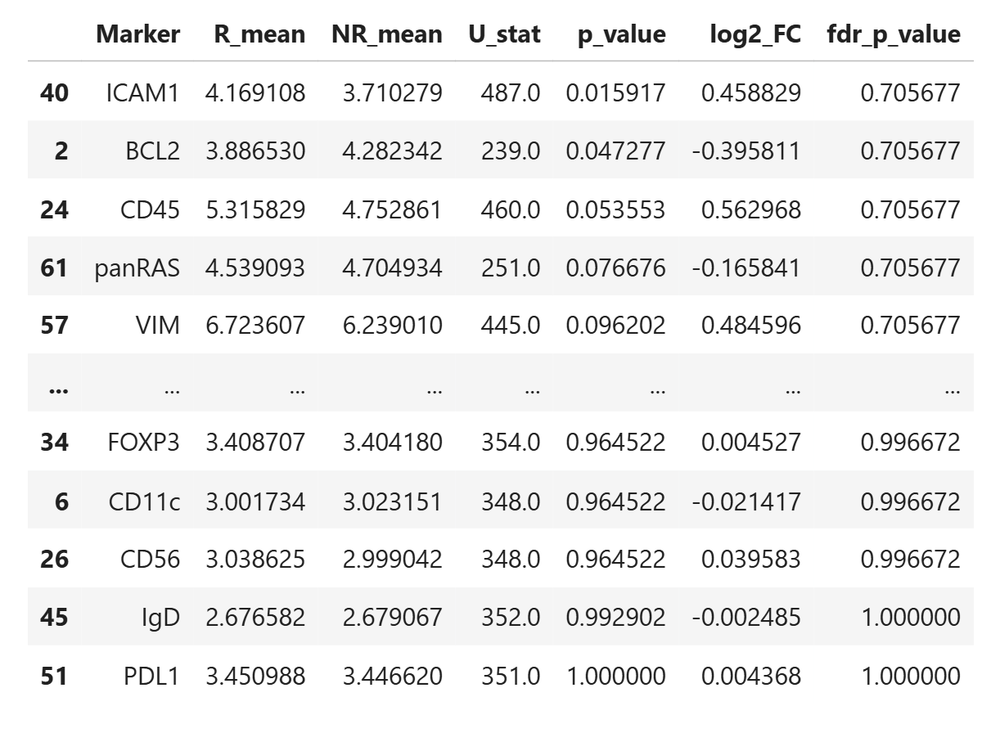 Marker R_mean NR_mean U_stat p_value log2_FC fdr_p_value
40 ICAM1 4.169108 3.710279 487.0 0.015917 0.458829 0.705677
2 BCL2 3.886530 4.282342 239.0 0.047277 -0.395811 0.705677
24 CD45 5.315829 4.752861 460.0 0.053553 0.562968 0.705677
61 panRAS 4.539093 4.704934 251.0 0.076676 -0.165841 0.705677
57 VIM 6.723607 6.239010 445.0 0.096202 0.484596 0.705677
... ... ... ... ... ... ... ...
34 FOXP3 3.408707 3.404180 354.0 0.964522 0.004527 0.996672
6 CD11c 3.001734 3.023151 348.0 0.964522 -0.021417 0.996672
26 CD56 3.038625 2.999042 348.0 0.964522 0.039583 0.996672
45 IgD 2.676582 2.679067 352.0 0.992902 -0.002485 1.000000
51 PDL1 3.450988 3.446620 351.0 1.000000 0.004368 1.000000